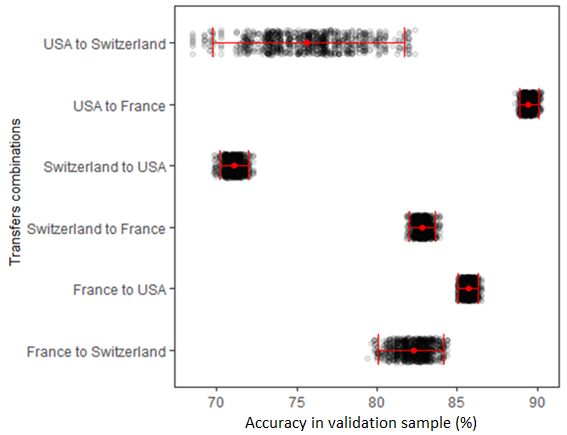 Transfers combinations
USA to Switzerland
USA to France
Switzerland to USA
Switzerland to France
France to USA
France to Switzerland
70 75 80 85 90
Accuracy in validation sample (%)